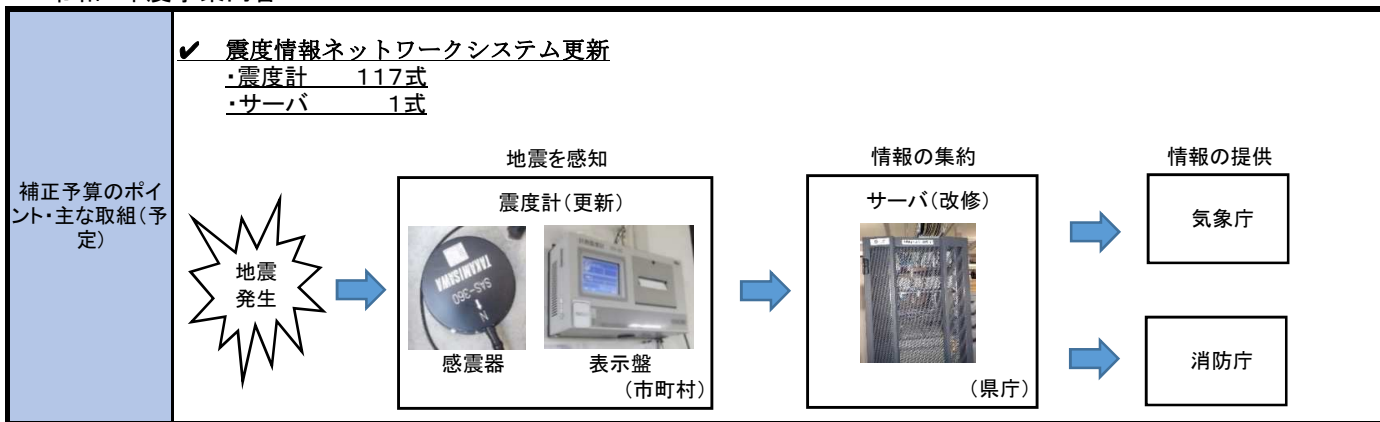 ✔ 震度情報ネットワークシステム更新
・震度計 117式
・サーバ 1式
補正予算のポイ
ント・主な取組(予
定)
地震
発生
地震を感知
震度計(更新)
TAKAMISAWA
SAS-360
N
感震器
表示盤
(市町村)
情報の集約
サーバ(改修)
(県庁)
情報の提供
気象庁
消防庁